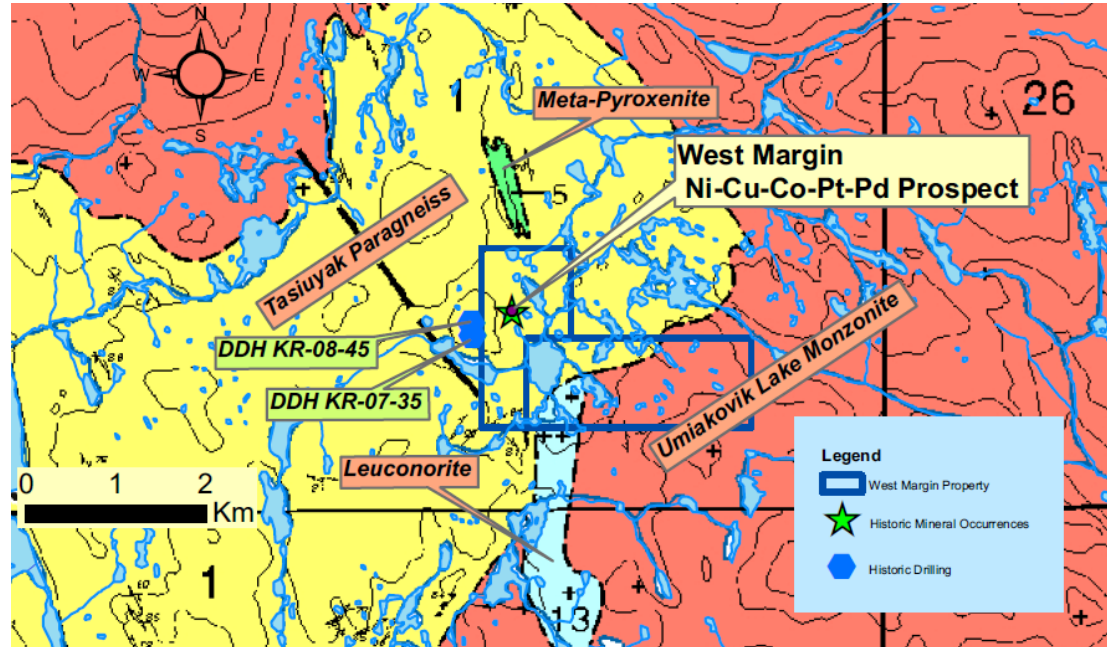 N
W
E
S
1
26
Meta-Pyroxenite
West Margin
Ni-Cu-Co-Pt-Pd Prospect
5
Tasiuyak Paragneiss
DDH KR-08-45
DDH KR-07-35
Umiakovik Lake Monzonite
Leuconorite
0 1 2
Km
1
13
Legend
West Margin Property
Historic Mineral Occurrences
Historic Drilling